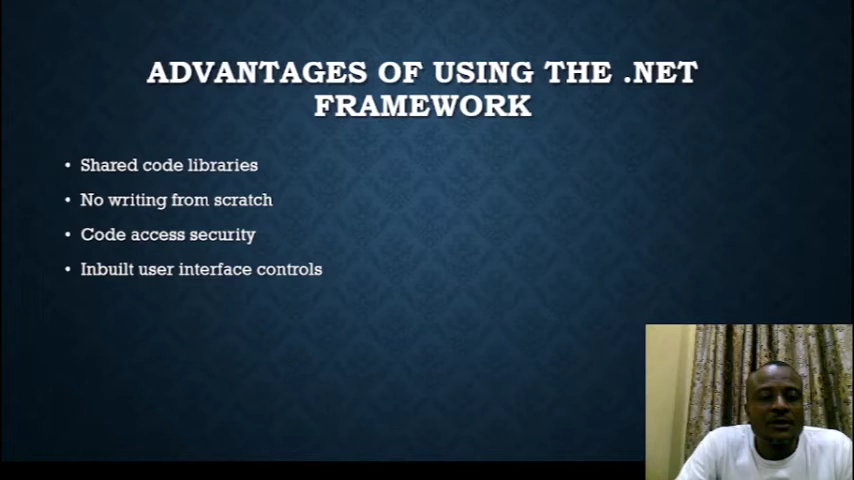 ADVANTAGES OF USING THE .NET
FRAMEWORK
• Shared code libraries
• No writing from scratch
• Code access security
• Inbuilt user interface controls